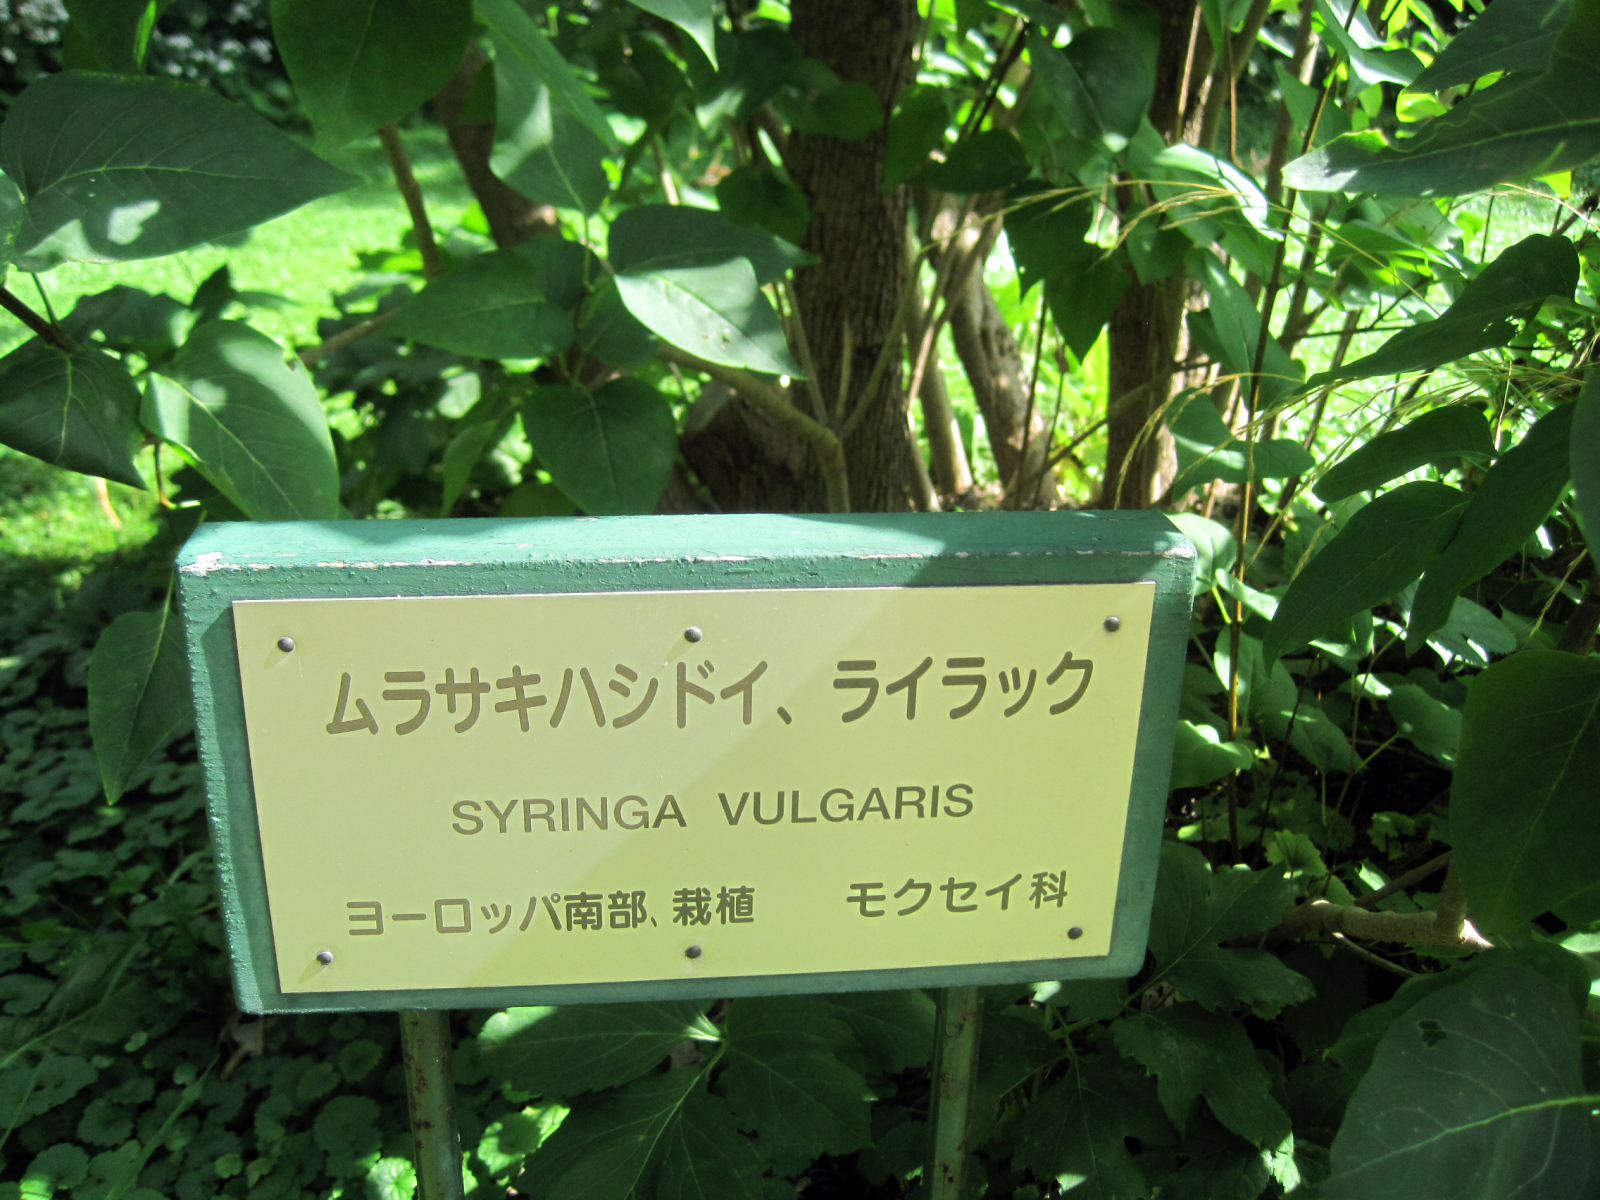 ムラサキハシドイ、ライラック
SYRINGA VULGARIS
ヨーロッパ南部、栽植　モクセイ科